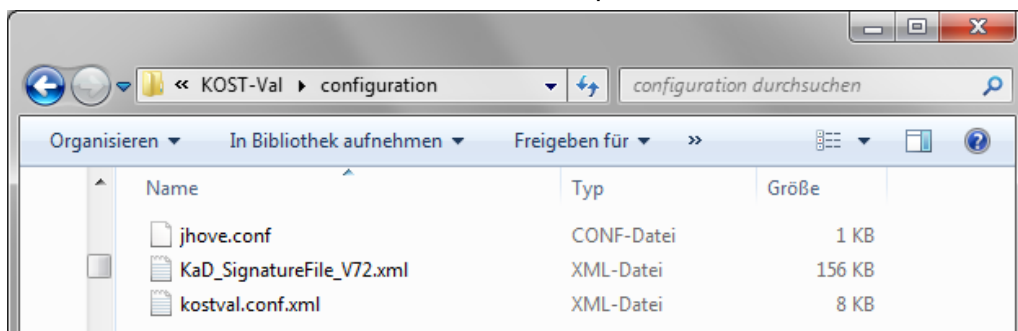 « KOST-Val configuration configuration durchsuchen
Organisieren In Bibliothek aufnehmen Freigeben für »
Name Typ Größe
jhove.conf CONF-Datei 1 KB
KaD_SignatureFile_V72.xml XML-Datei 156 KB
kostval.conf.xml XML-Datei 8 KB